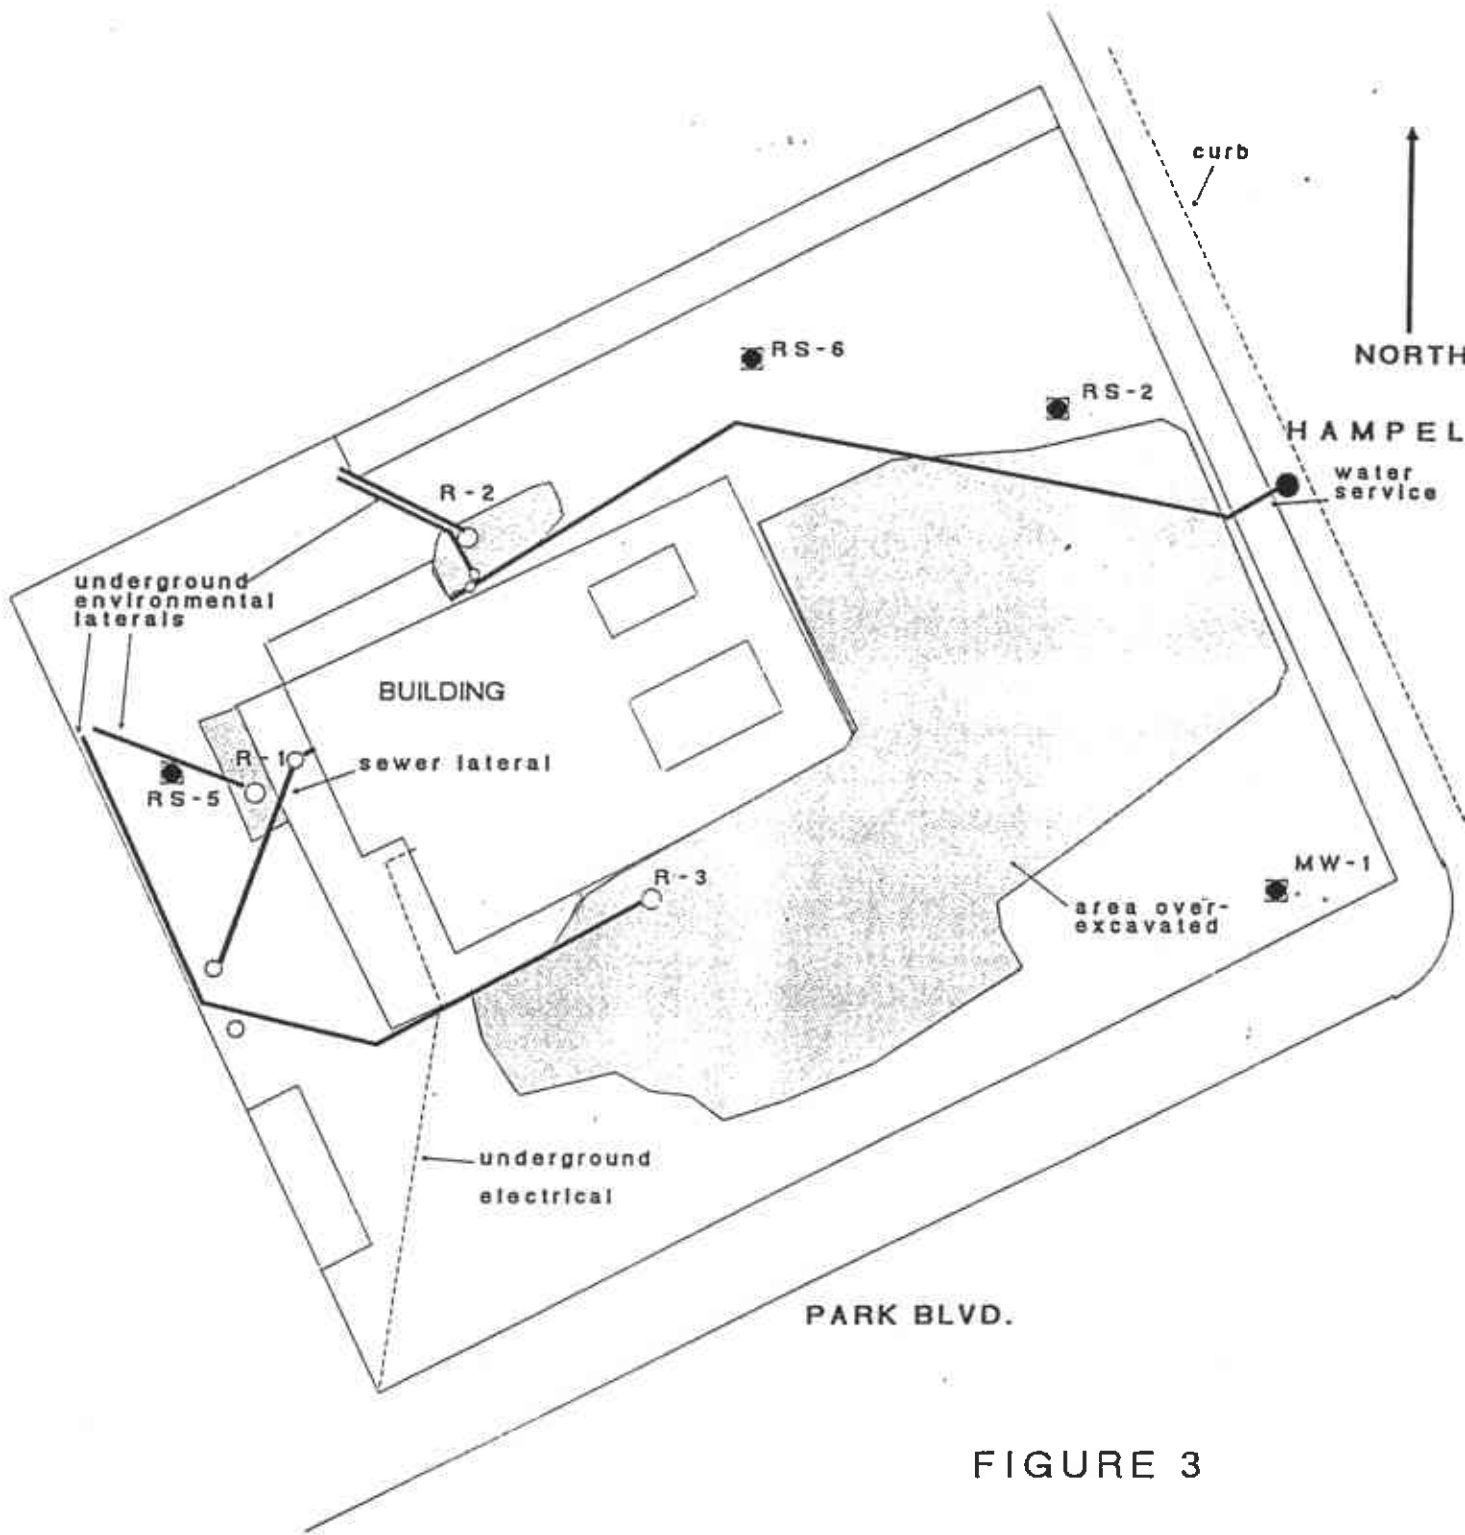 curb
NORTH
RS-6
RS-2
HAMPEL
water
service
R-2
underground
environmental
laterals
BUILDING
R-1
sewer lateral
RS-5
R-3
MW-1
area over-
excavated
underground
electrical
PARK BLVD.
FIGURE 3